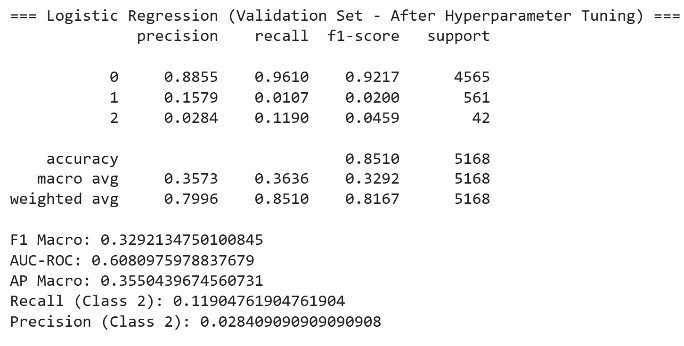 === Logistic Regression (Validation Set - After Hyperparameter Tuning) ===
precision recall f1-score support
0 0.8855 0.9610 0.9217 4565
1 0.1579 0.0107 0.0200 561
2 0.0284 0.1190 0.0459 42
accuracy 0.8510 5168
macro avg 0.3573 0.3636 0.3292 5168
weighted avg 0.7996 0.8510 0.8167 5168
F1 Macro: 0.3292134750100845
AUC-ROC: 0.6080975978837679
AP Macro: 0.3550439674560731
Recall (Class 2): 0.11904761904761904
Precision (Class 2): 0.028409090909090908